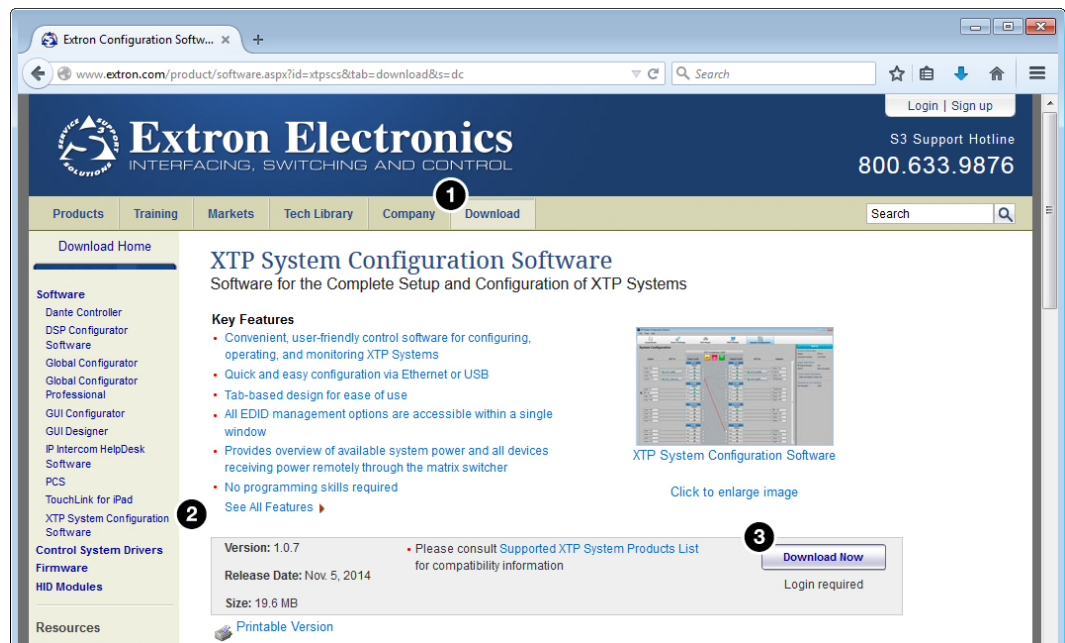 Extron Configuration Softw...
www.extron.com/product/software.aspx?id=xtpscs&tab=download&s=dc
Search
Login | Sign up
SERVICE SUPPORT SOLUTIONS
S3
Extron Electronics
INTERFACING, SWITCHING AND CONTROL
S3 Support Hotline
800.633.9876
1
Products Training Markets Tech Library Company Download
Search
Download Home
Software
Dante Controller
DSP Configurator
Software
Global Configurator
Global Configurator
Professional
GUI Configurator
GUI Designer
IP Intercom HelpDesk
Software
PCS
TouchLink for iPad
XTP System Configuration
Software
2
Control System Drivers
Firmware
HID Modules
Resources
XTP System Configuration Software
Software for the Complete Setup and Configuration of XTP Systems
Key Features
Convenient, user-friendly control software for configuring,
operating, and monitoring XTP Systems
Quick and easy configuration via Ethernet or USB
Tab-based design for ease of use
All EDID management options are accessible within a single
window
Provides overview of available system power and all devices
receiving power remotely through the matrix switcher
No programming skills required
See All Features
XTP System Configuration Software
Click to enlarge image
Version: 1.0.7
Release Date: Nov. 5, 2014
Size: 19.6 MB
Please consult Supported XTP System Products List
for compatibility information
3
Download Now
Login required
Printable Version